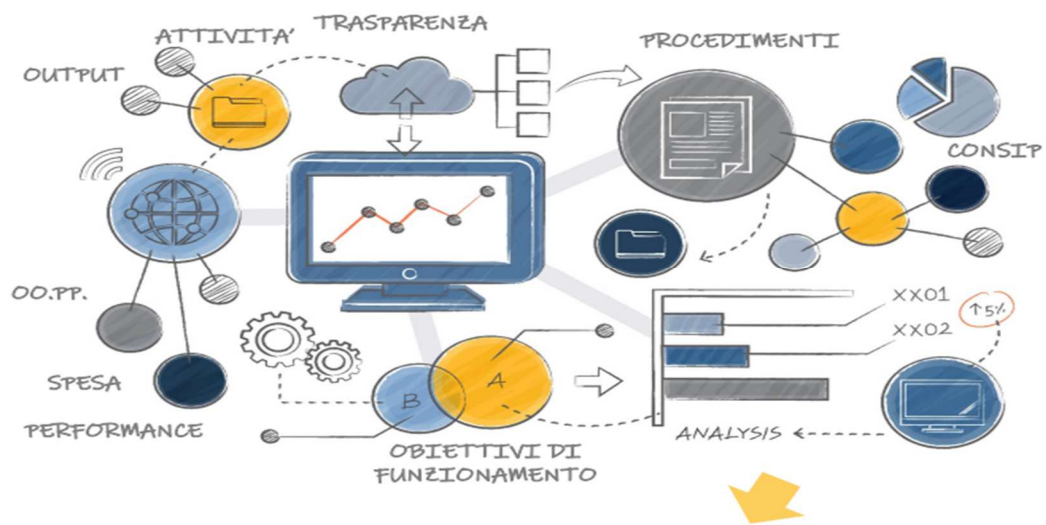 TRASPARENZA
ATTIVITA'
PROCEDIMENTI
OUTPUT
CONSIP
OO.PP.
XX01
↑5%
XX02
SPESA
A
B
PERFORMANCE
ANALYSIS
OBIETTIVI DI
FUNZIONAMENTO